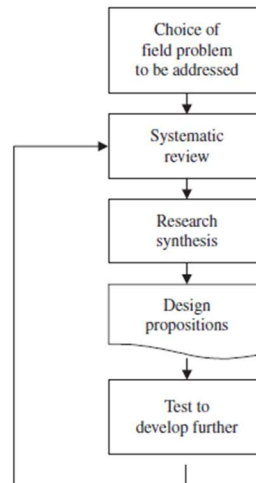 Choice of
field problem
to be addressed
Systematic
review
Research
synthesis
Design
propositions
Test to
develop further